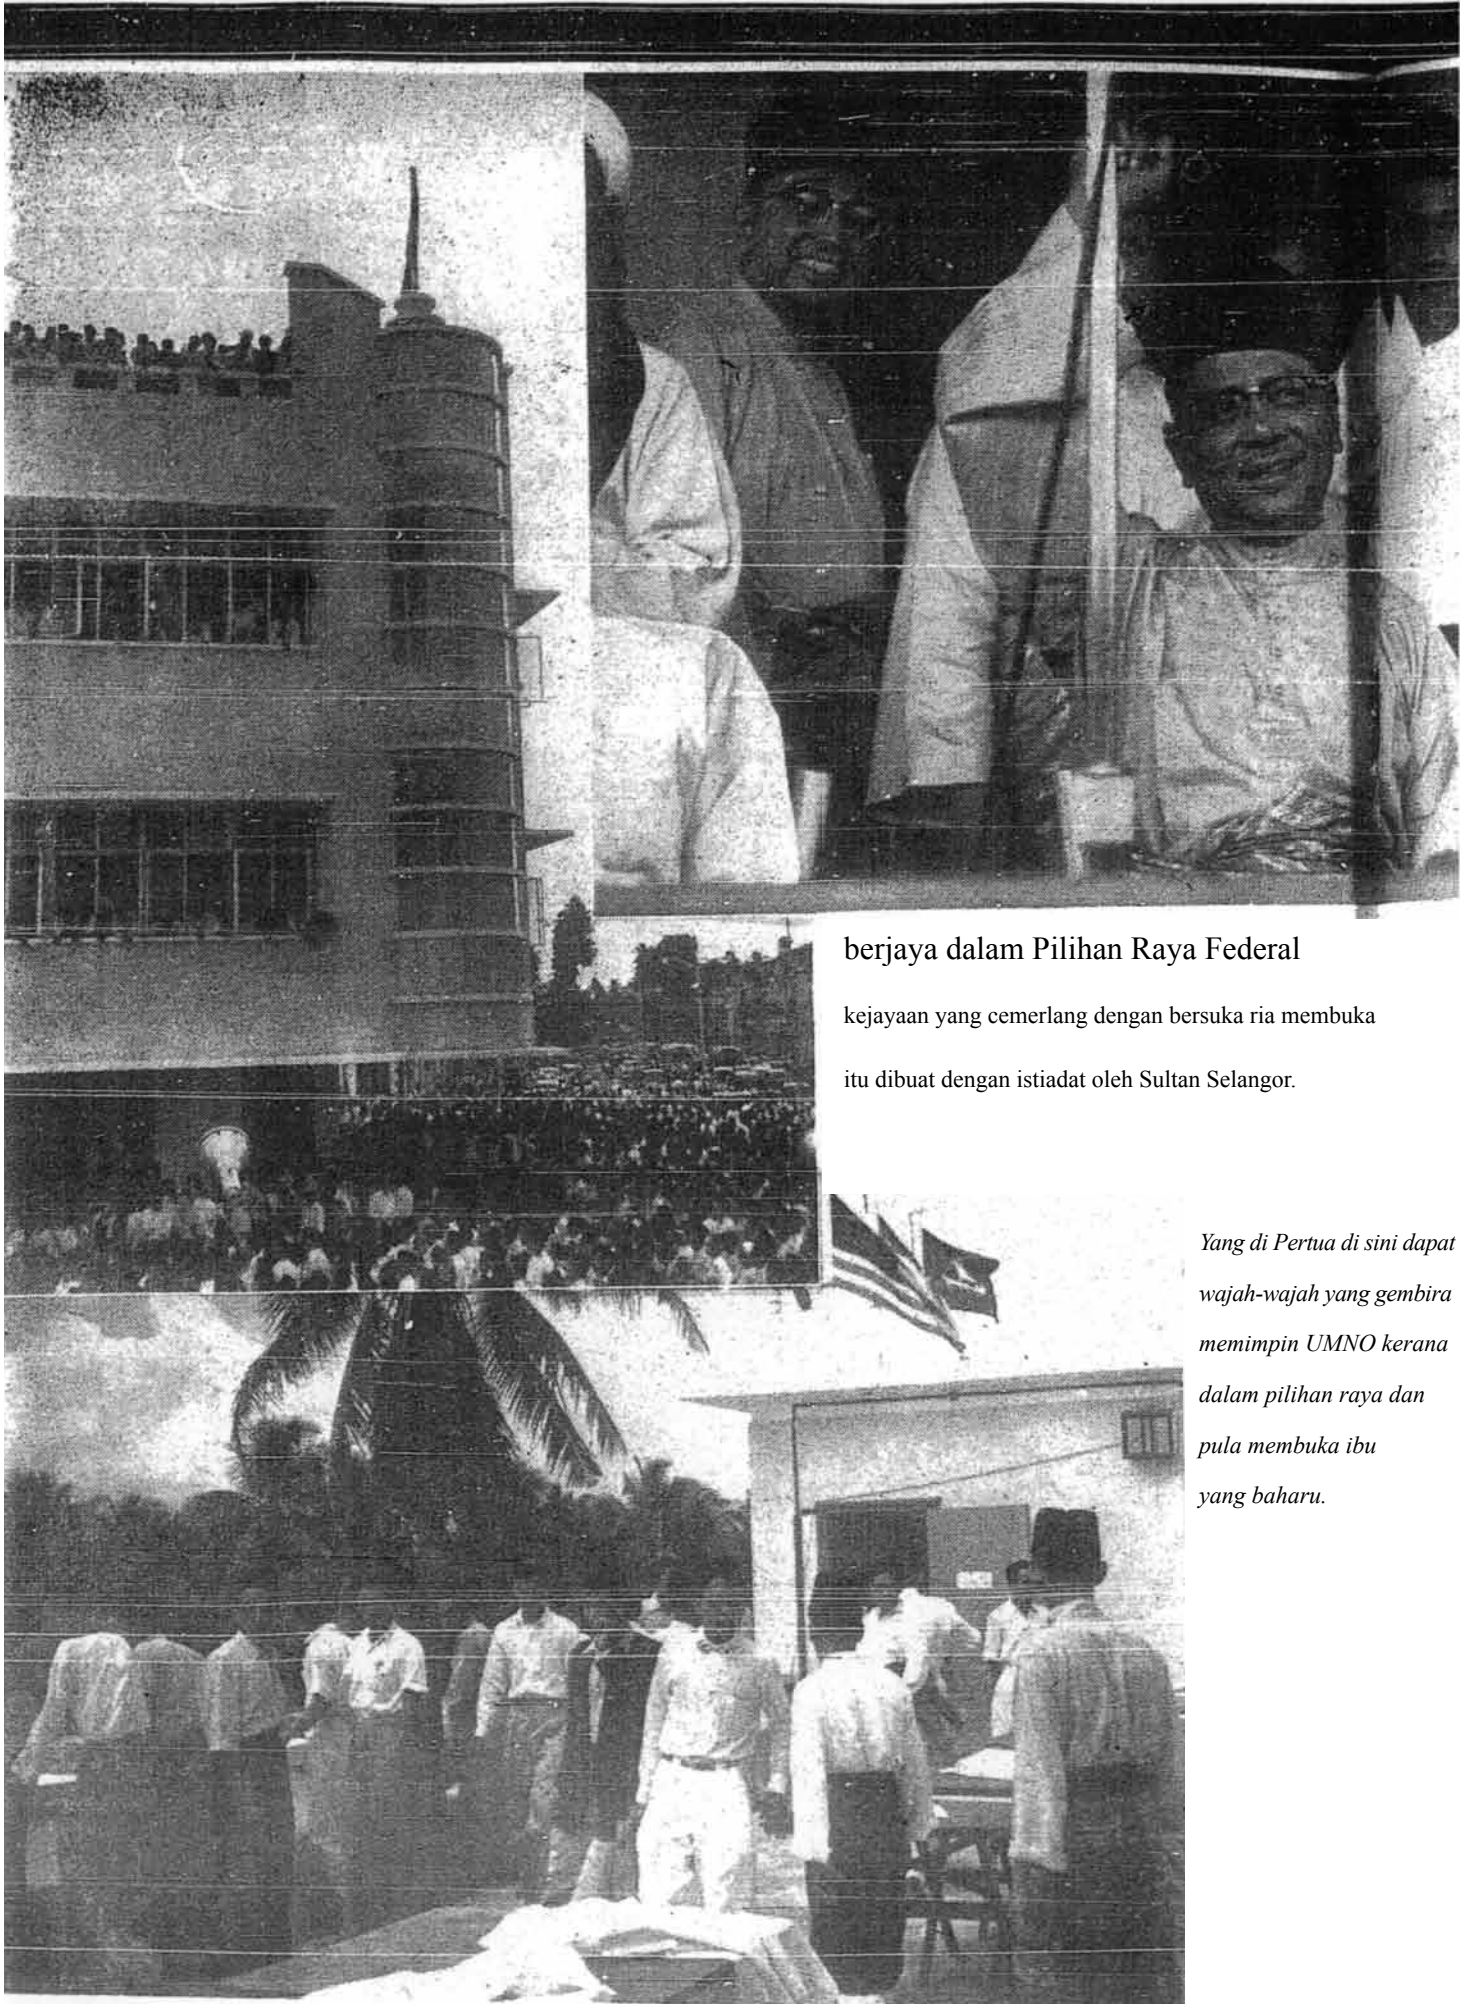 berjaya dalam Pilihan Raya Federal
kejayaan yang cemerlang dengan bersuka ria membuka
itu dibuat dengan istiadat oleh Sultan Selangor.
Yang di Pertua di sini dapat
wajah-wajah yang gembira
memimpin UMNO kerana
dalam pilihan raya dan
pula membuka ibu
yang baharu.